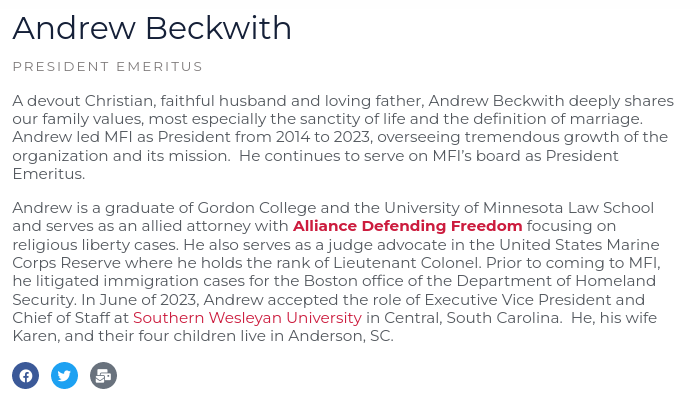 Andrew Beckwith
PRESIDENT EMERITUS
A devout Christian, faithful husband and loving father, Andrew Beckwith deeply shares
our family values, most especially the sanctity of life and the definition of marriage.
Andrew led MFI as President from 2014 to 2023, overseeing tremendous growth of the
organization and its mission.  He continues to serve on MFI’s board as President
Emeritus.
Andrew is a graduate of Gordon College and the University of Minnesota Law School
and serves as an allied attorney with Alliance Defending Freedom focusing on
religious liberty cases. He also serves as a judge advocate in the United States Marine
Corps Reserve where he holds the rank of Lieutenant Colonel. Prior to coming to MFI,
he litigated immigration cases for the Boston office of the Department of Homeland
Security. In June of 2023, Andrew accepted the role of Executive Vice President and
Chief of Staff at Southern Wesleyan University in Central, South Carolina.  He, his wife
Karen, and their four children live in Anderson, SC.